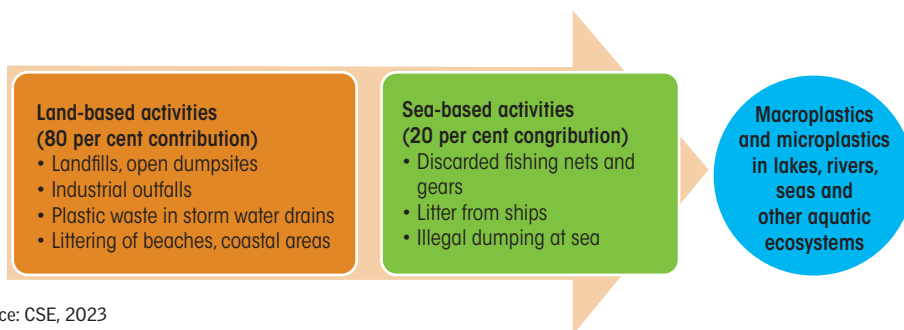 Land-based activities
(80 per cent contribution)
• Landfills, open dumpsites
• Industrial outfalls
• Plastic waste in storm water drains
• Littering of beaches, coastal areas
Sea-based activities
(20 per cent congribution)
• Discarded fishing nets and
gears
• Litter from ships
• Illegal dumping at sea
Macroplastics
and microplastics
in lakes, rivers,
seas and
other aquatic
ecosystems
ce: CSE, 2023